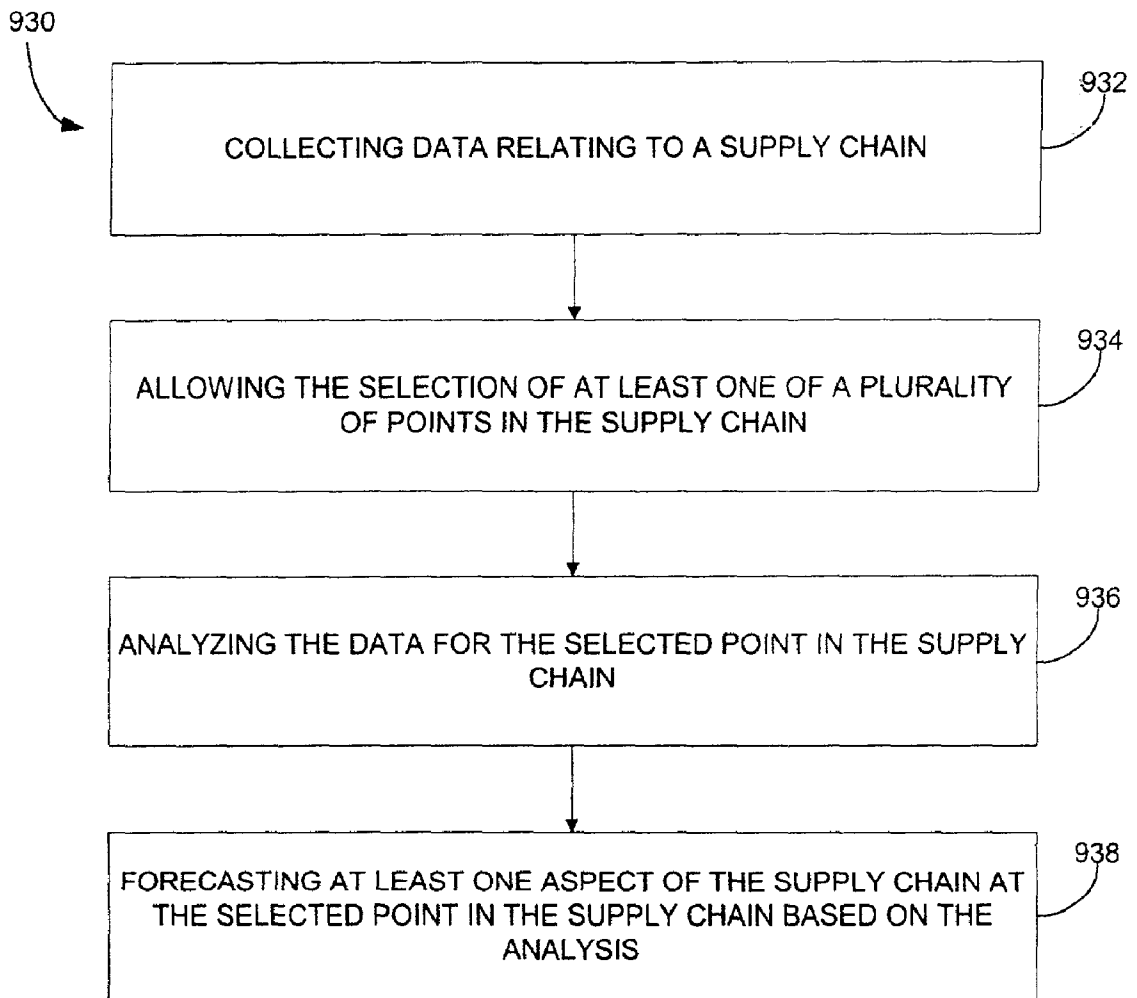 930
932
COLLECTING DATA RELATING TO A SUPPLY CHAIN
934
ALLOWING THE SELECTION OF AT LEAST ONE OF A PLURALITY
OF POINTS IN THE SUPPLY CHAIN
936
ANALYZING THE DATA FOR THE SELECTED POINT IN THE SUPPLY
CHAIN
938
FORECASTING AT LEAST ONE ASPECT OF THE SUPPLY CHAIN AT
THE SELECTED POINT IN THE SUPPLY CHAIN BASED ON THE
ANALYSIS